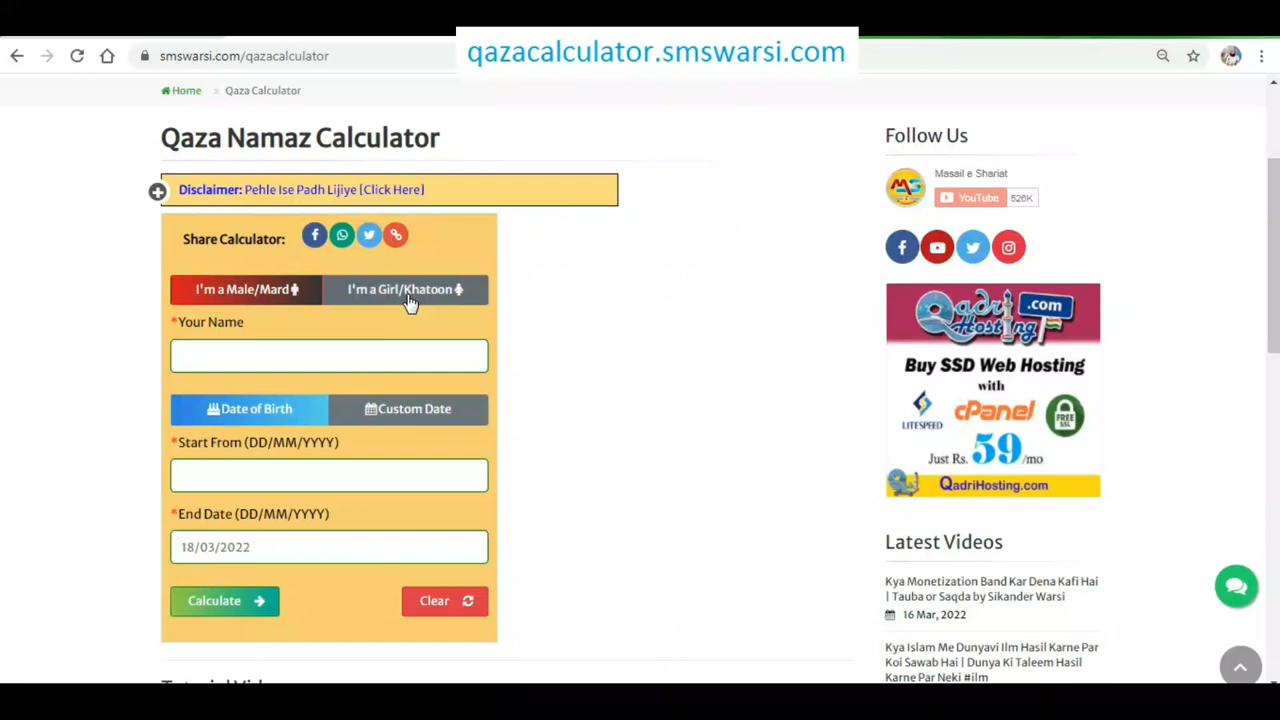 qazacalculator.smswarsi.com
smswarsi.com/qazacalculator
Home » Qaza Calculator
Qaza Namaz Calculator
Disclaimer: Pehle Ise Padh Lijiye [Click Here]
Share Calculator:
I'm a Male/Mard
I'm a Girl/Khatoon
*Your Name
Date of Birth
Custom Date
*Start From (DD/MM/YYYY)
*End Date (DD/MM/YYYY)
18/03/2022
Calculate
Clear
Follow Us
MS
Masail e Shariat
YouTube 526K
Qadri .com
Hosting
Buy SSD Web Hosting
with
LITESPEED
cPanel
FREE
SSL
Just Rs. 59/mo
QadriHosting.com
Latest Videos
Kya Monetization Band Kar Dena Kafi Hai
| Tauba or Saqda by Sikander Warsi
16 Mar, 2022
Kya Islam Me Dunyavi Ilm Hasil Karne Par
Koi Sawab Hai | Dunya Ki Taleem Hasil
Karne Par Neki #ilm